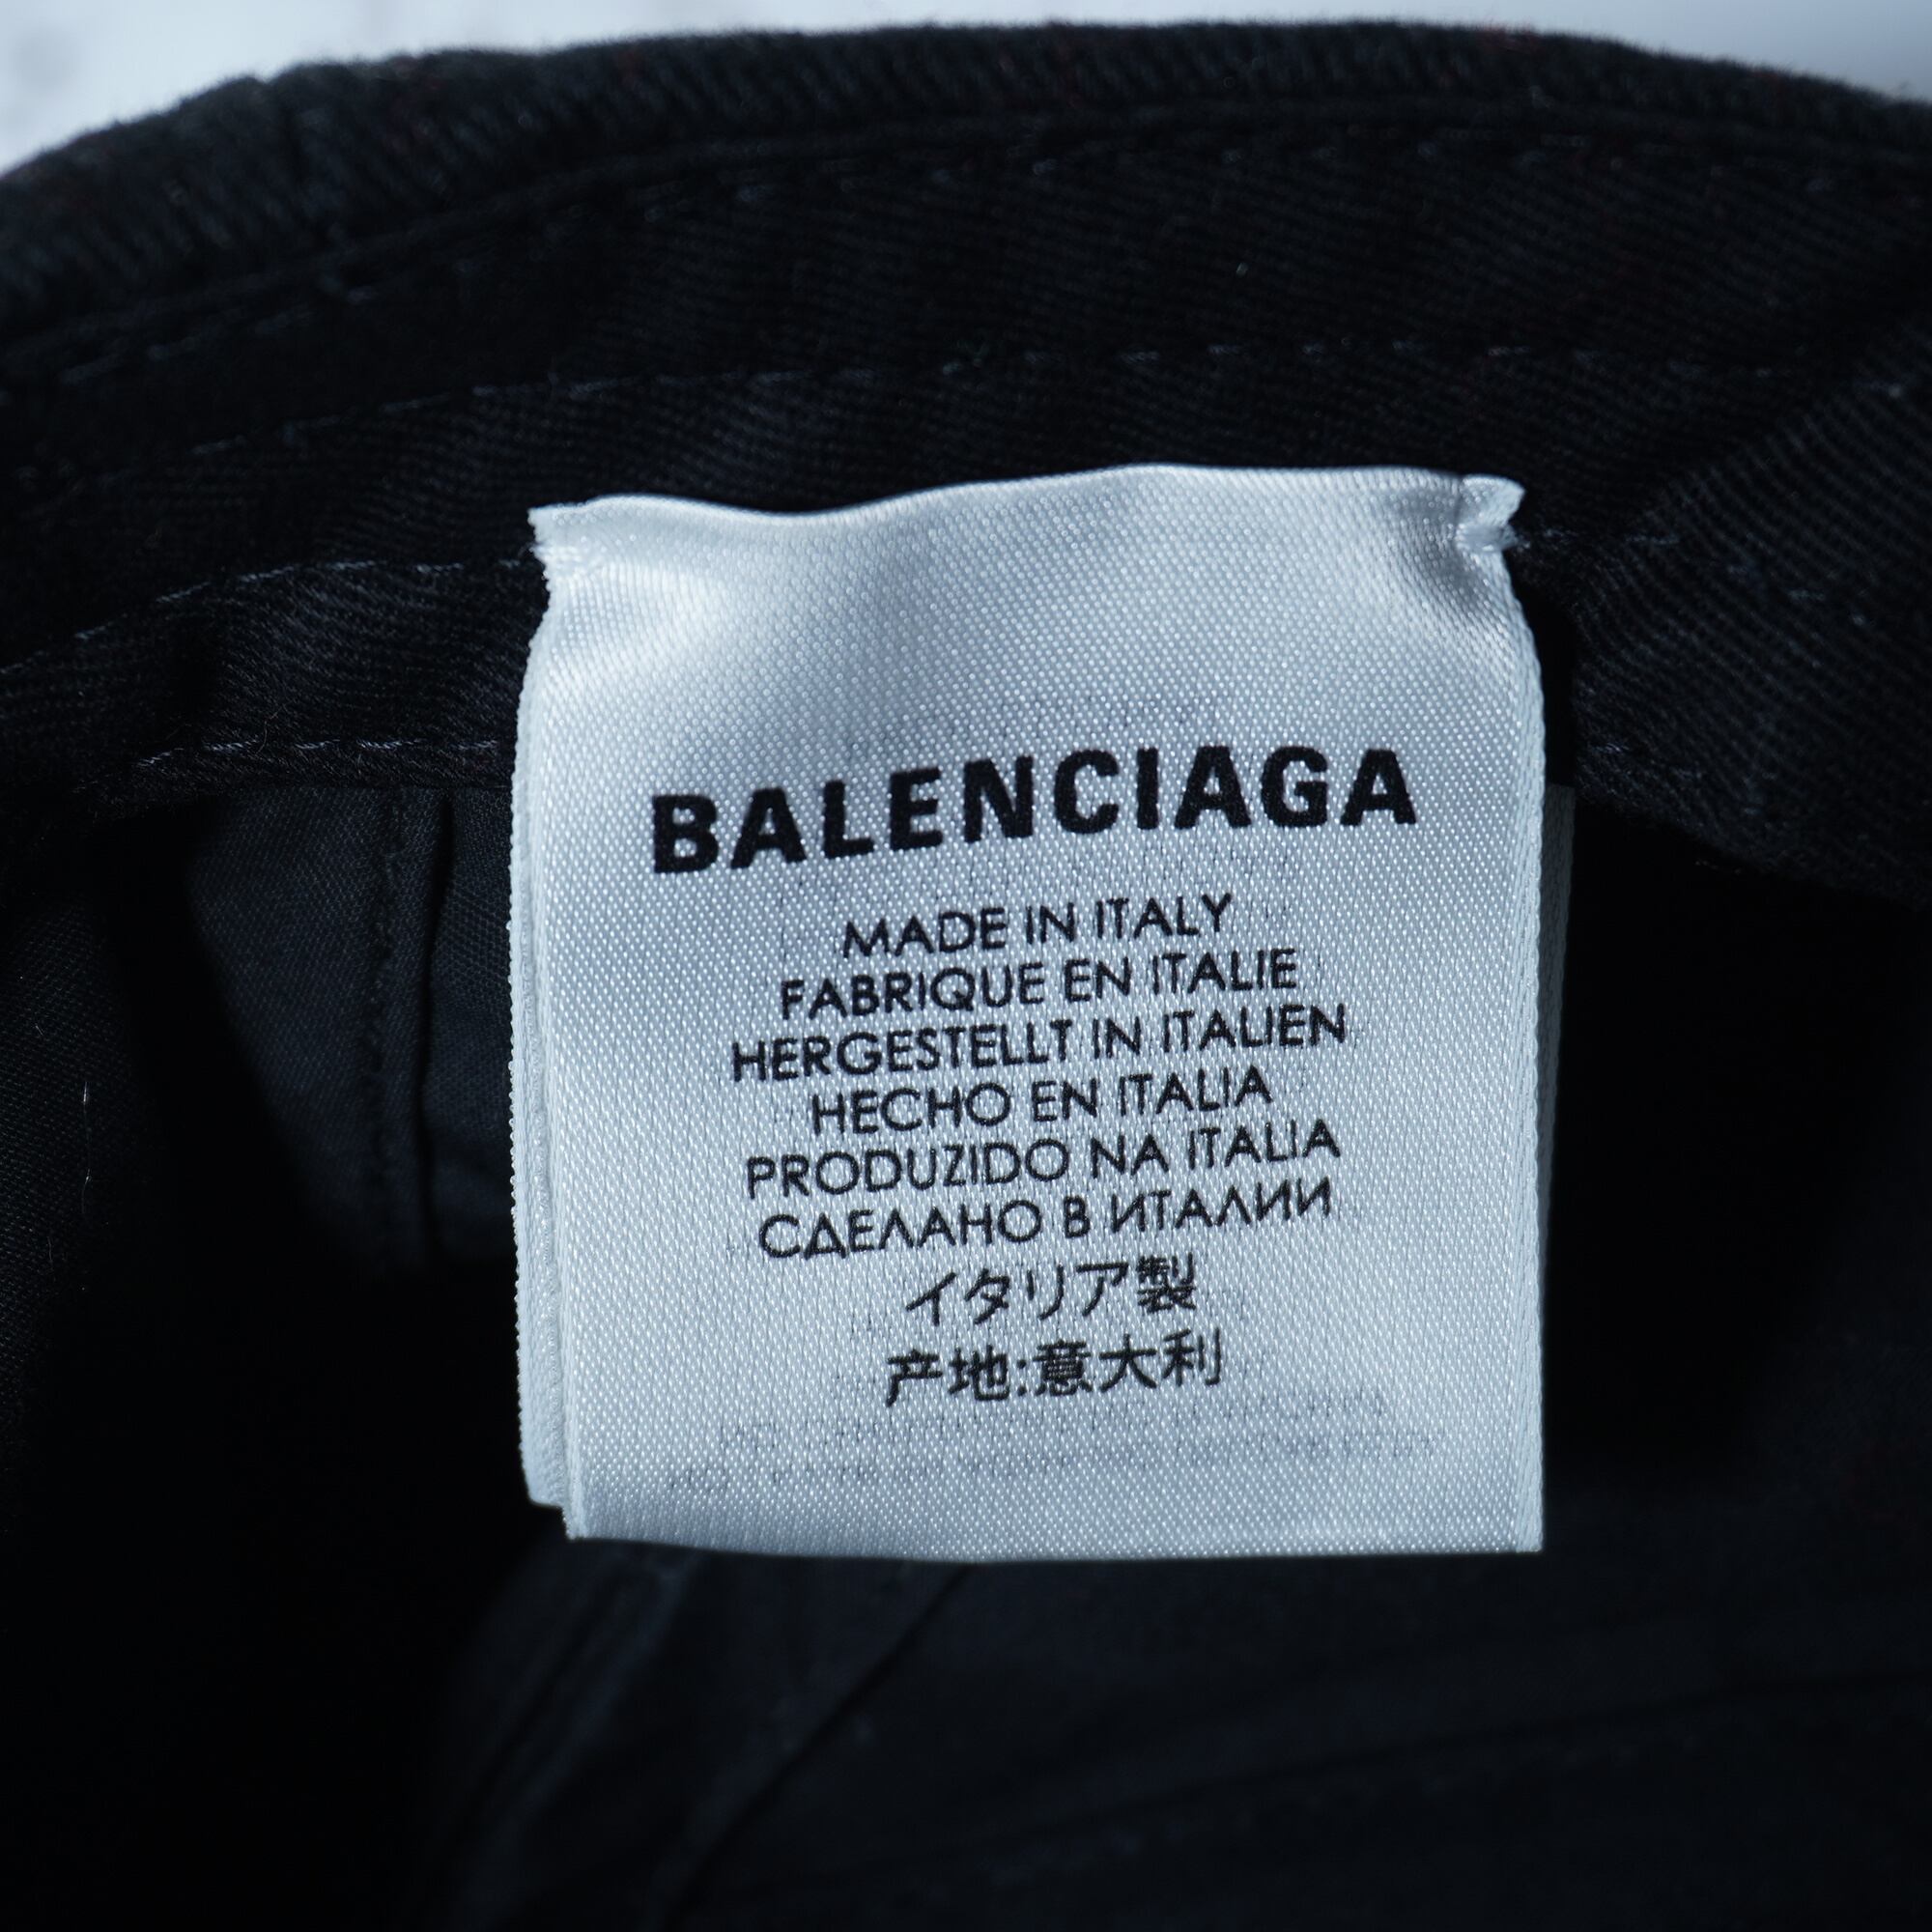 BALENCIAGA
MADE IN ITALY
FABRIQUE EN ITALIE
HERGESTELLT IN ITALIEN
HECHO EN ITALIA
PRODUZIDO NA ITALIA
СДЕЛАНО В ИТАЛИИ
イタリア製
产地:意大利